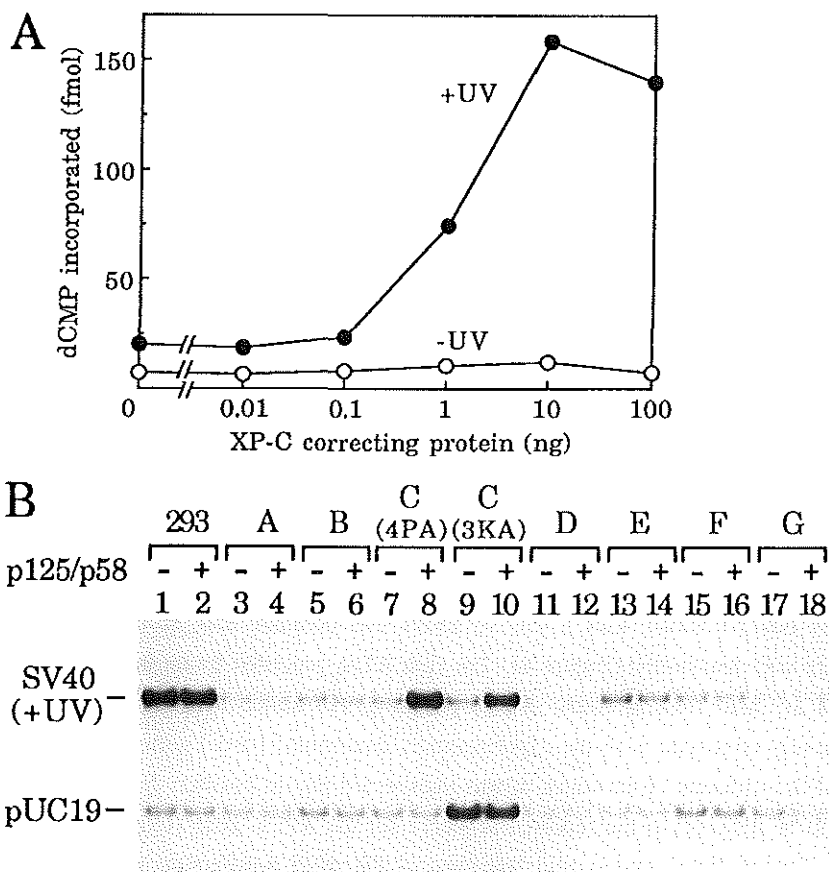 A
dCMP incorporated (fmol)
150
100
50
+UV
-UV
0 0.01 0.1 1 10 100
XP-C correcting protein (ng)
B
293 A B C (4PA) C (3KA) D E F G
p125/p58 - + - + - + - + - + - + - + - + - +
1 2 3 4 5 6 7 8 9 10 11 12 13 14 15 16 17 18
SV40
(+UV)
pUC19